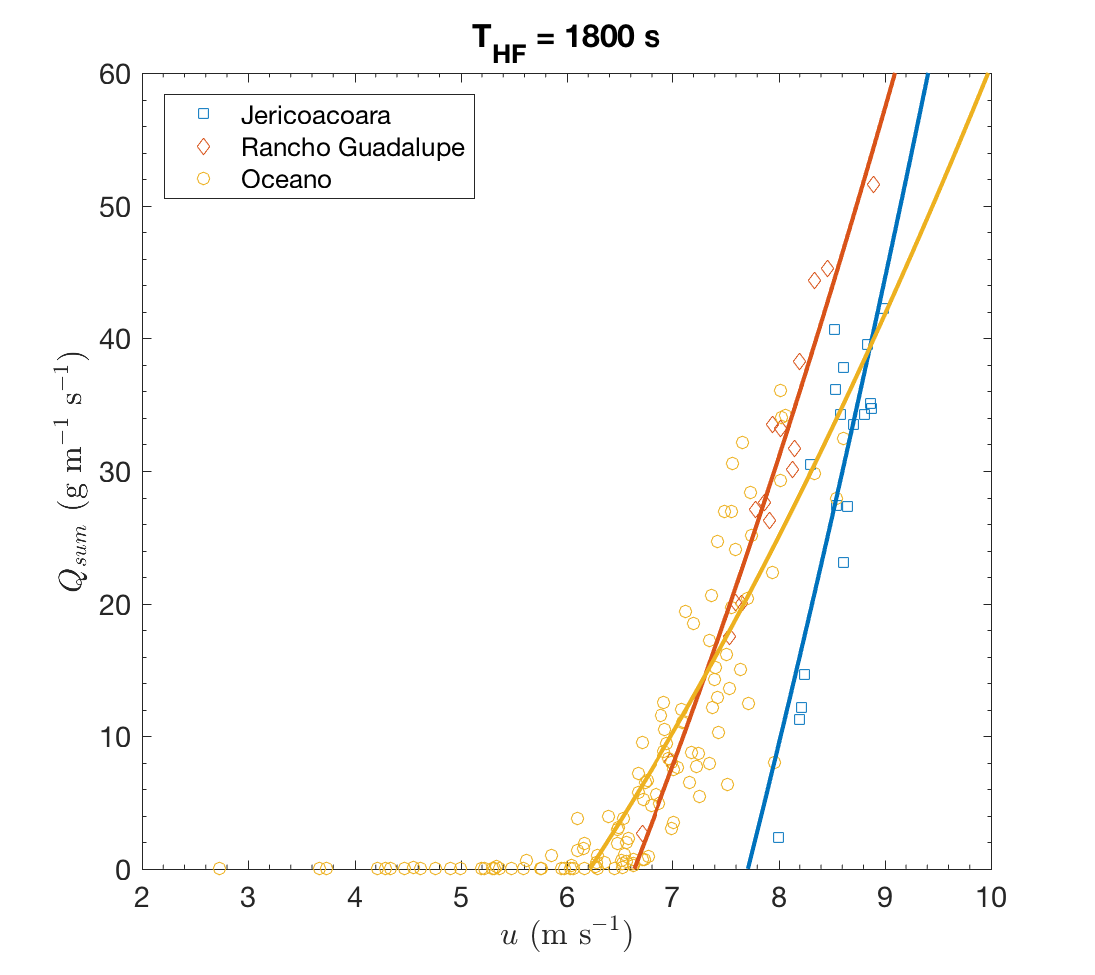 T_HF = 1800 s
60
50
40
30
20
10
0
Jericoacoara
Rancho Guadalupe
Oceano
Q_sum (g m⁻¹ s⁻¹)
2 3 4 5 6 7 8 9 10
u (m s⁻¹)